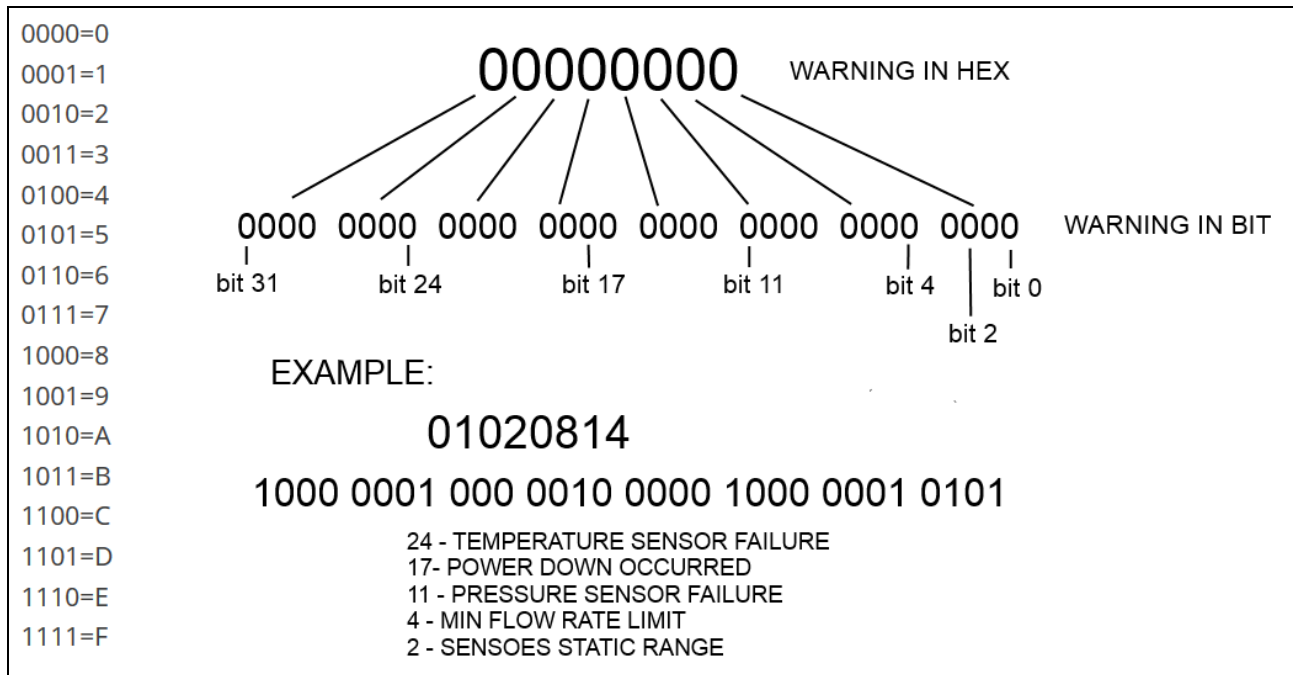 0000=0
0001=1
0010=2
0011=3
0100=4
0101=5
0110=6
0111=7
1000=8
1001=9
1010=A
1011=B
1100=C
1101=D
1110=E
1111=F
00000000 WARNING IN HEX
0000 0000 0000 0000 0000 0000 0000 0000 WARNING IN BIT
bit 31 bit 24 bit 17 bit 11 bit 4 bit 0
bit 2
EXAMPLE:
01020814
1000 0001 000 0010 0000 1000 0001 0101
24 - TEMPERATURE SENSOR FAILURE
17- POWER DOWN OCCURRED
11 - PRESSURE SENSOR FAILURE
4 - MIN FLOW RATE LIMIT
2 - SENSOES STATIC RANGE